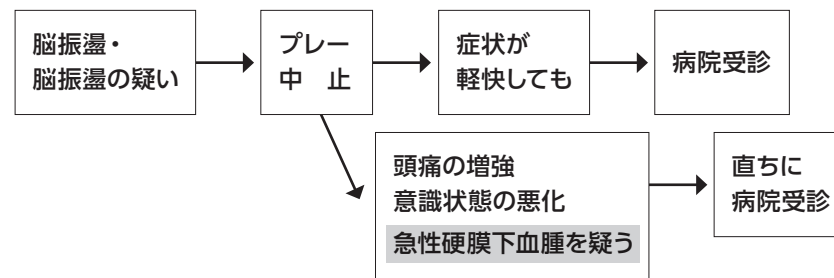 脳振盪・
脳振盪の疑い
プレー
中　止
症状が
軽快しても
病院受診
頭痛の増強
意識状態の悪化
急性硬膜下血腫を疑う
直ちに
病院受診